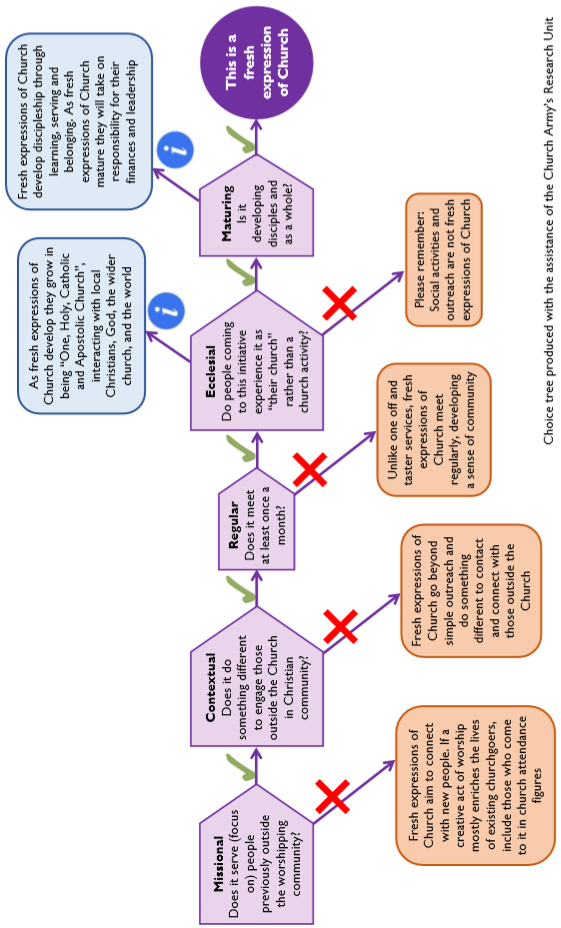 Missional
Does it serve (focus
on) people
previously outside
the worshipping
community?
Fresh expressions of
Church aim to connect
with new people. If a
creative act of worship
mostly enriches the lives
of existing churchgoers,
include those who come
to it in church attendance
figures
Contextual
Does it do
something different
to engage those
outside the Church
in Christian
community?
Fresh expressions of
Church go beyond
simple outreach and
do something
different to contact
and connect with
those outside the
Church
Regular
Does it meet
at least once a
month?
Unlike one off and
taster services, fresh
expressions of
Church meet
regularly, developing
a sense of community
Ecclesial
Do people coming
to this initiative
experience it as
“their church”
rather than a
church activity?
As fresh expressions of
Church develop they grow in
being “One, Holy, Catholic
and Apostolic Church”,
interacting with local
Christians, God, the wider
church, and the world
i
Please remember:
Social activities and
outreach are not fresh
expressions of Church
Maturing
Is it
developing
disciples and
as a whole?
Fresh expressions of Church
develop discipleship through
learning, serving and
belonging. As fresh
expressions of Church
mature they will take on
responsibility for their
finances and leadership
i
This is a
fresh
expression
of Church
Choice tree produced with the assistance of the Church Army’s Research Unit